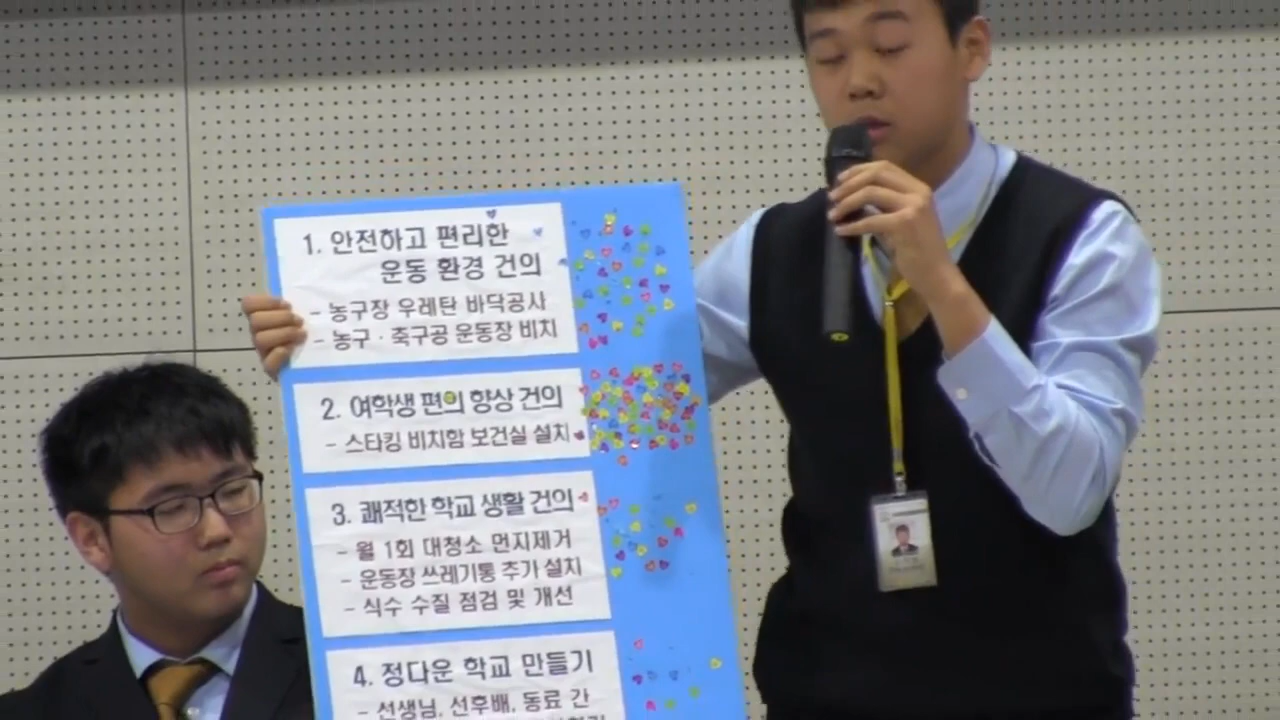 1. 안전하고 편리한
운동 환경 건의
- 농구장 우레탄 바닥공사
- 농구 · 축구공 운동장 비치
2. 여학생 편의 향상 건의
- 스타킹 비치함 보건실 설치
3. 쾌적한 학교 생활 건의
- 월 1회 대청소 먼지제거
- 운동장 쓰레기통 추가 설치
- 식수 수질 점검 및 개선
4. 정다운 학교 만들기
- 선생님, 선후배, 동료 간